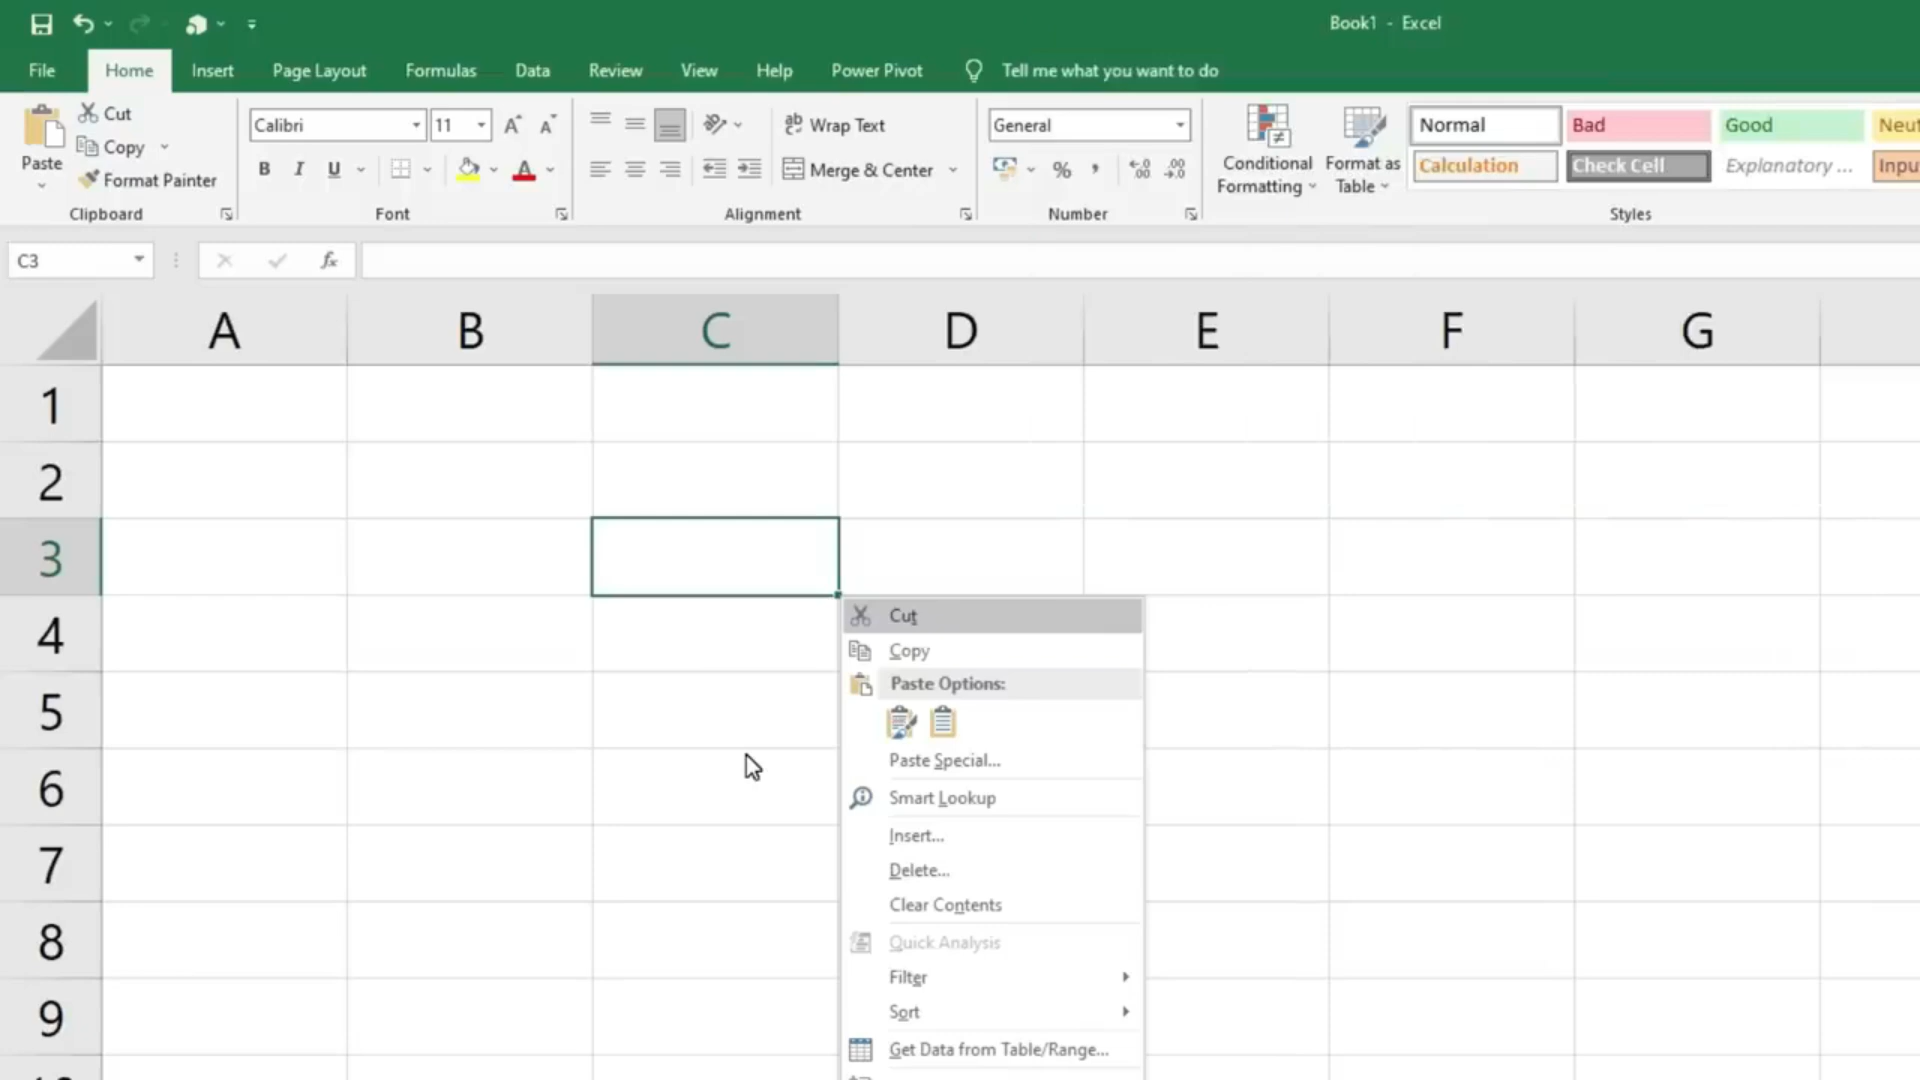 Book1 - Excel
File Home Insert Page Layout Formulas Data Review View Help Power Pivot Tell me what you want to do
Paste
Cut
Copy
Format Painter
Clipboard
Calibri 11
B I U
Font
Wrap Text
Merge & Center
Alignment
General
%
Number
Conditional Formatting
Format as Table
Normal Bad Good
Calculation Check Cell Explanatory ...
Styles
C3 fx
A B C D E F G
1
2
3
4
5
6
7
8
9
Cut
Copy
Paste Options:
Paste Special...
Smart Lookup
Insert...
Delete...
Clear Contents
Quick Analysis
Filter
Sort
Get Data from Table/Range...